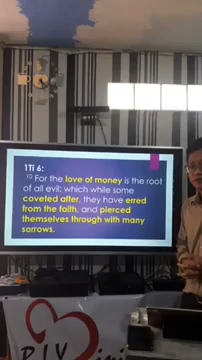 1Ti 6:
10 For the love of money is the root
of all evil: which while some
coveted after, they have erred
from the faith, and pierced
themselves through with many
sorrows.